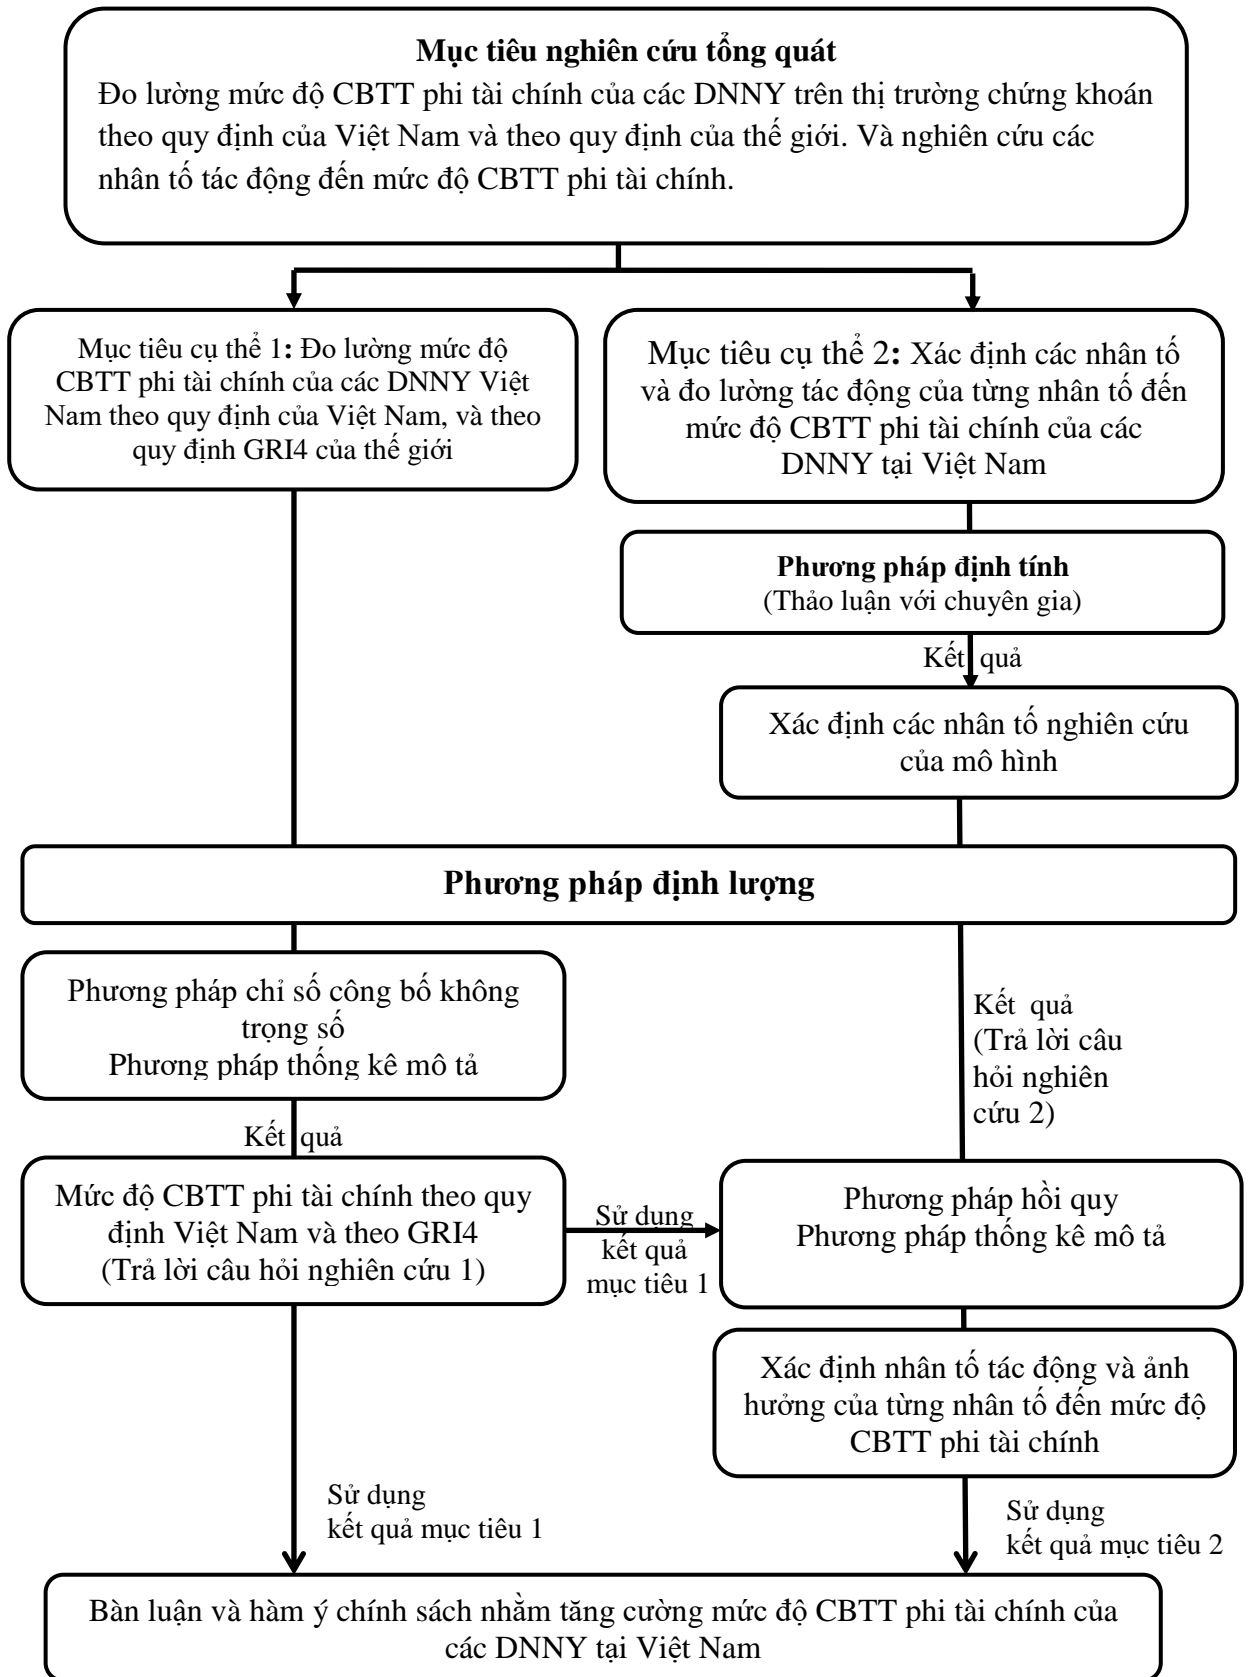 Mục tiêu nghiên cứu tổng quát
Đo lường mức độ CBTT phi tài chính của các DNNY trên thị trường chứng khoán
theo quy định của Việt Nam và theo quy định của thế giới. Và nghiên cứu các
nhân tố tác động đến mức độ CBTT phi tài chính.
Mục tiêu cụ thể 1: Đo lường mức độ
CBTT phi tài chính của các DNNY Việt
Nam theo quy định của Việt Nam, và theo
quy định GRI4 của thế giới
Mục tiêu cụ thể 2: Xác định các nhân tố
và đo lường tác động của từng nhân tố đến
mức độ CBTT phi tài chính của các
DNNY tại Việt Nam
Phương pháp định tính
(Thảo luận với chuyên gia)
Kết quả
Xác định các nhân tố nghiên cứu
của mô hình
Phương pháp định lượng
Phương pháp chỉ số công bố không
trọng số
Phương pháp thống kê mô tả
Kết quả
(Trả lời câu
hỏi nghiên
cứu 2)
Kết quả
Mức độ CBTT phi tài chính theo quy
định Việt Nam và theo GRI4
(Trả lời câu hỏi nghiên cứu 1)
Sử dụng
kết quả
mục tiêu 1
Phương pháp hồi quy
Phương pháp thống kê mô tả
Xác định nhân tố tác động và ảnh
hưởng của từng nhân tố đến mức độ
CBTT phi tài chính
Sử dụng
kết quả mục tiêu 1
Sử dụng
kết quả mục tiêu 2
Bàn luận và hàm ý chính sách nhằm tăng cường mức độ CBTT phi tài chính của
các DNNY tại Việt Nam